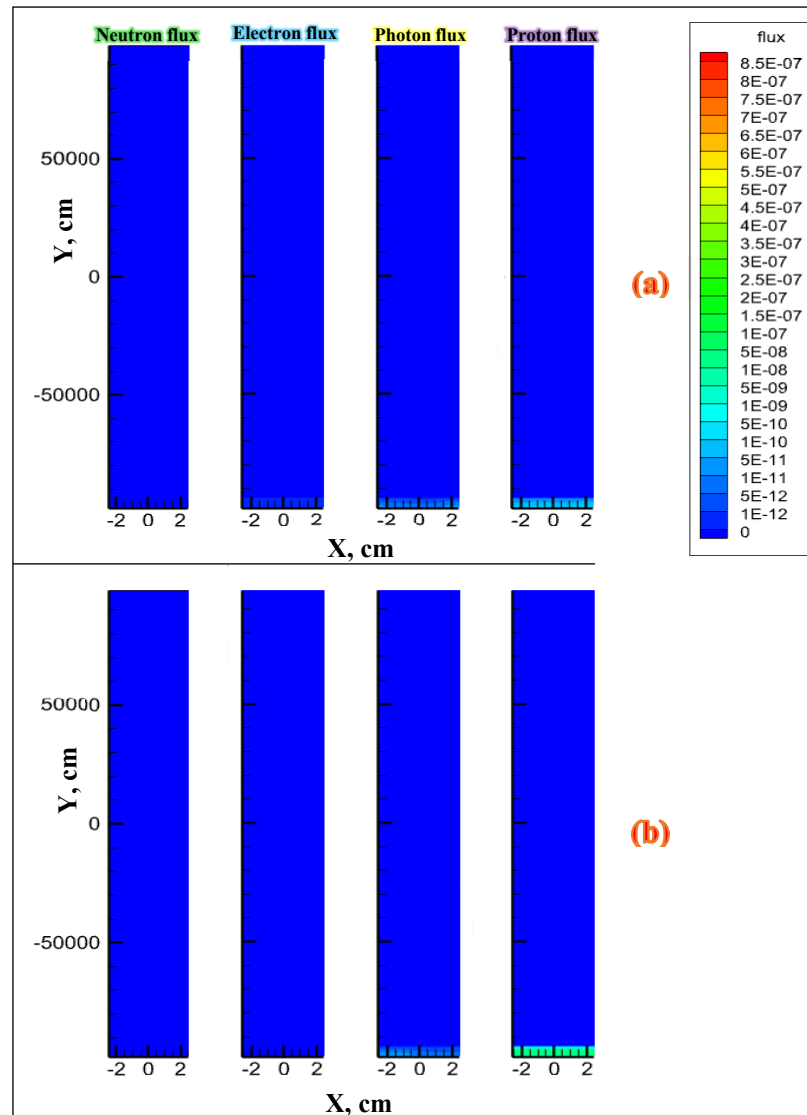 Neutron flux Electron flux Photon flux Proton flux
flux
8.5E-07
8E-07
7.5E-07
7E-07
6.5E-07
6E-07
5.5E-07
5E-07
4.5E-07
4E-07
3.5E-07
3E-07
2.5E-07
2E-07
1.5E-07
1E-07
5E-08
1E-08
5E-09
1E-09
5E-10
1E-10
5E-11
1E-11
5E-12
1E-12
0
50000
0
-50000
Y, cm
(a)
-2 0 2 -2 0 2 -2 0 2 -2 0 2
X, cm
50000
0
-50000
Y, cm
(b)
-2 0 2 -2 0 2 -2 0 2 -2 0 2
X, cm